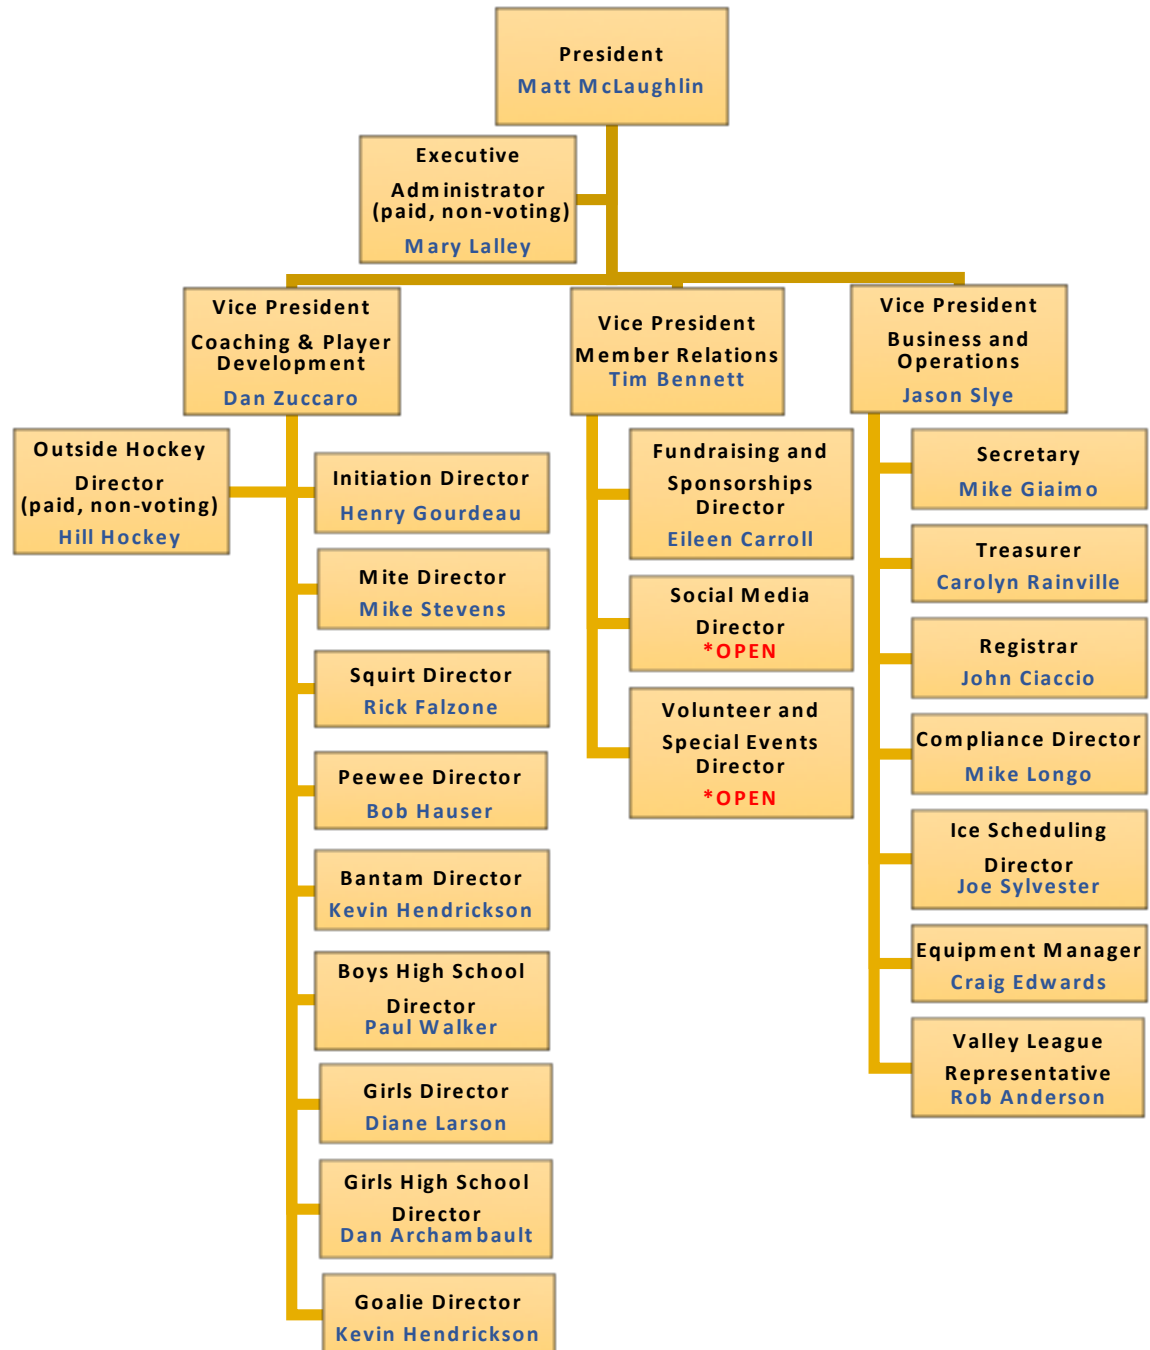 President
Matt McLaughlin
Executive
Administrator
(paid, non-voting)
Mary Lalley
Vice President
Coaching & Player
Development
Dan Zuccaro
Vice President
Member Relations
Tim Bennett
Vice President
Business and
Operations
Jason Slye
Outside Hockey
Director
(paid, non-voting)
Hill Hockey
Initiation Director
Henry Gourdeau
Mite Director
Mike Stevens
Squirt Director
Rick Falzone
Peewee Director
Bob Hauser
Bantam Director
Kevin Hendrickson
Boys High School
Director
Paul Walker
Girls Director
Diane Larson
Girls High School
Director
Dan Archambault
Goalie Director
Kevin Hendrickson
Fundraising and
Sponsorships
Director
Eileen Carroll
Social Media
Director
*OPEN
Volunteer and
Special Events
Director
*OPEN
Secretary
Mike Giaimo
Treasurer
Carolyn Rainville
Registrar
John Ciaccio
Compliance Director
Mike Longo
Ice Scheduling
Director
Joe Sylvester
Equipment Manager
Craig Edwards
Valley League
Representative
Rob Anderson